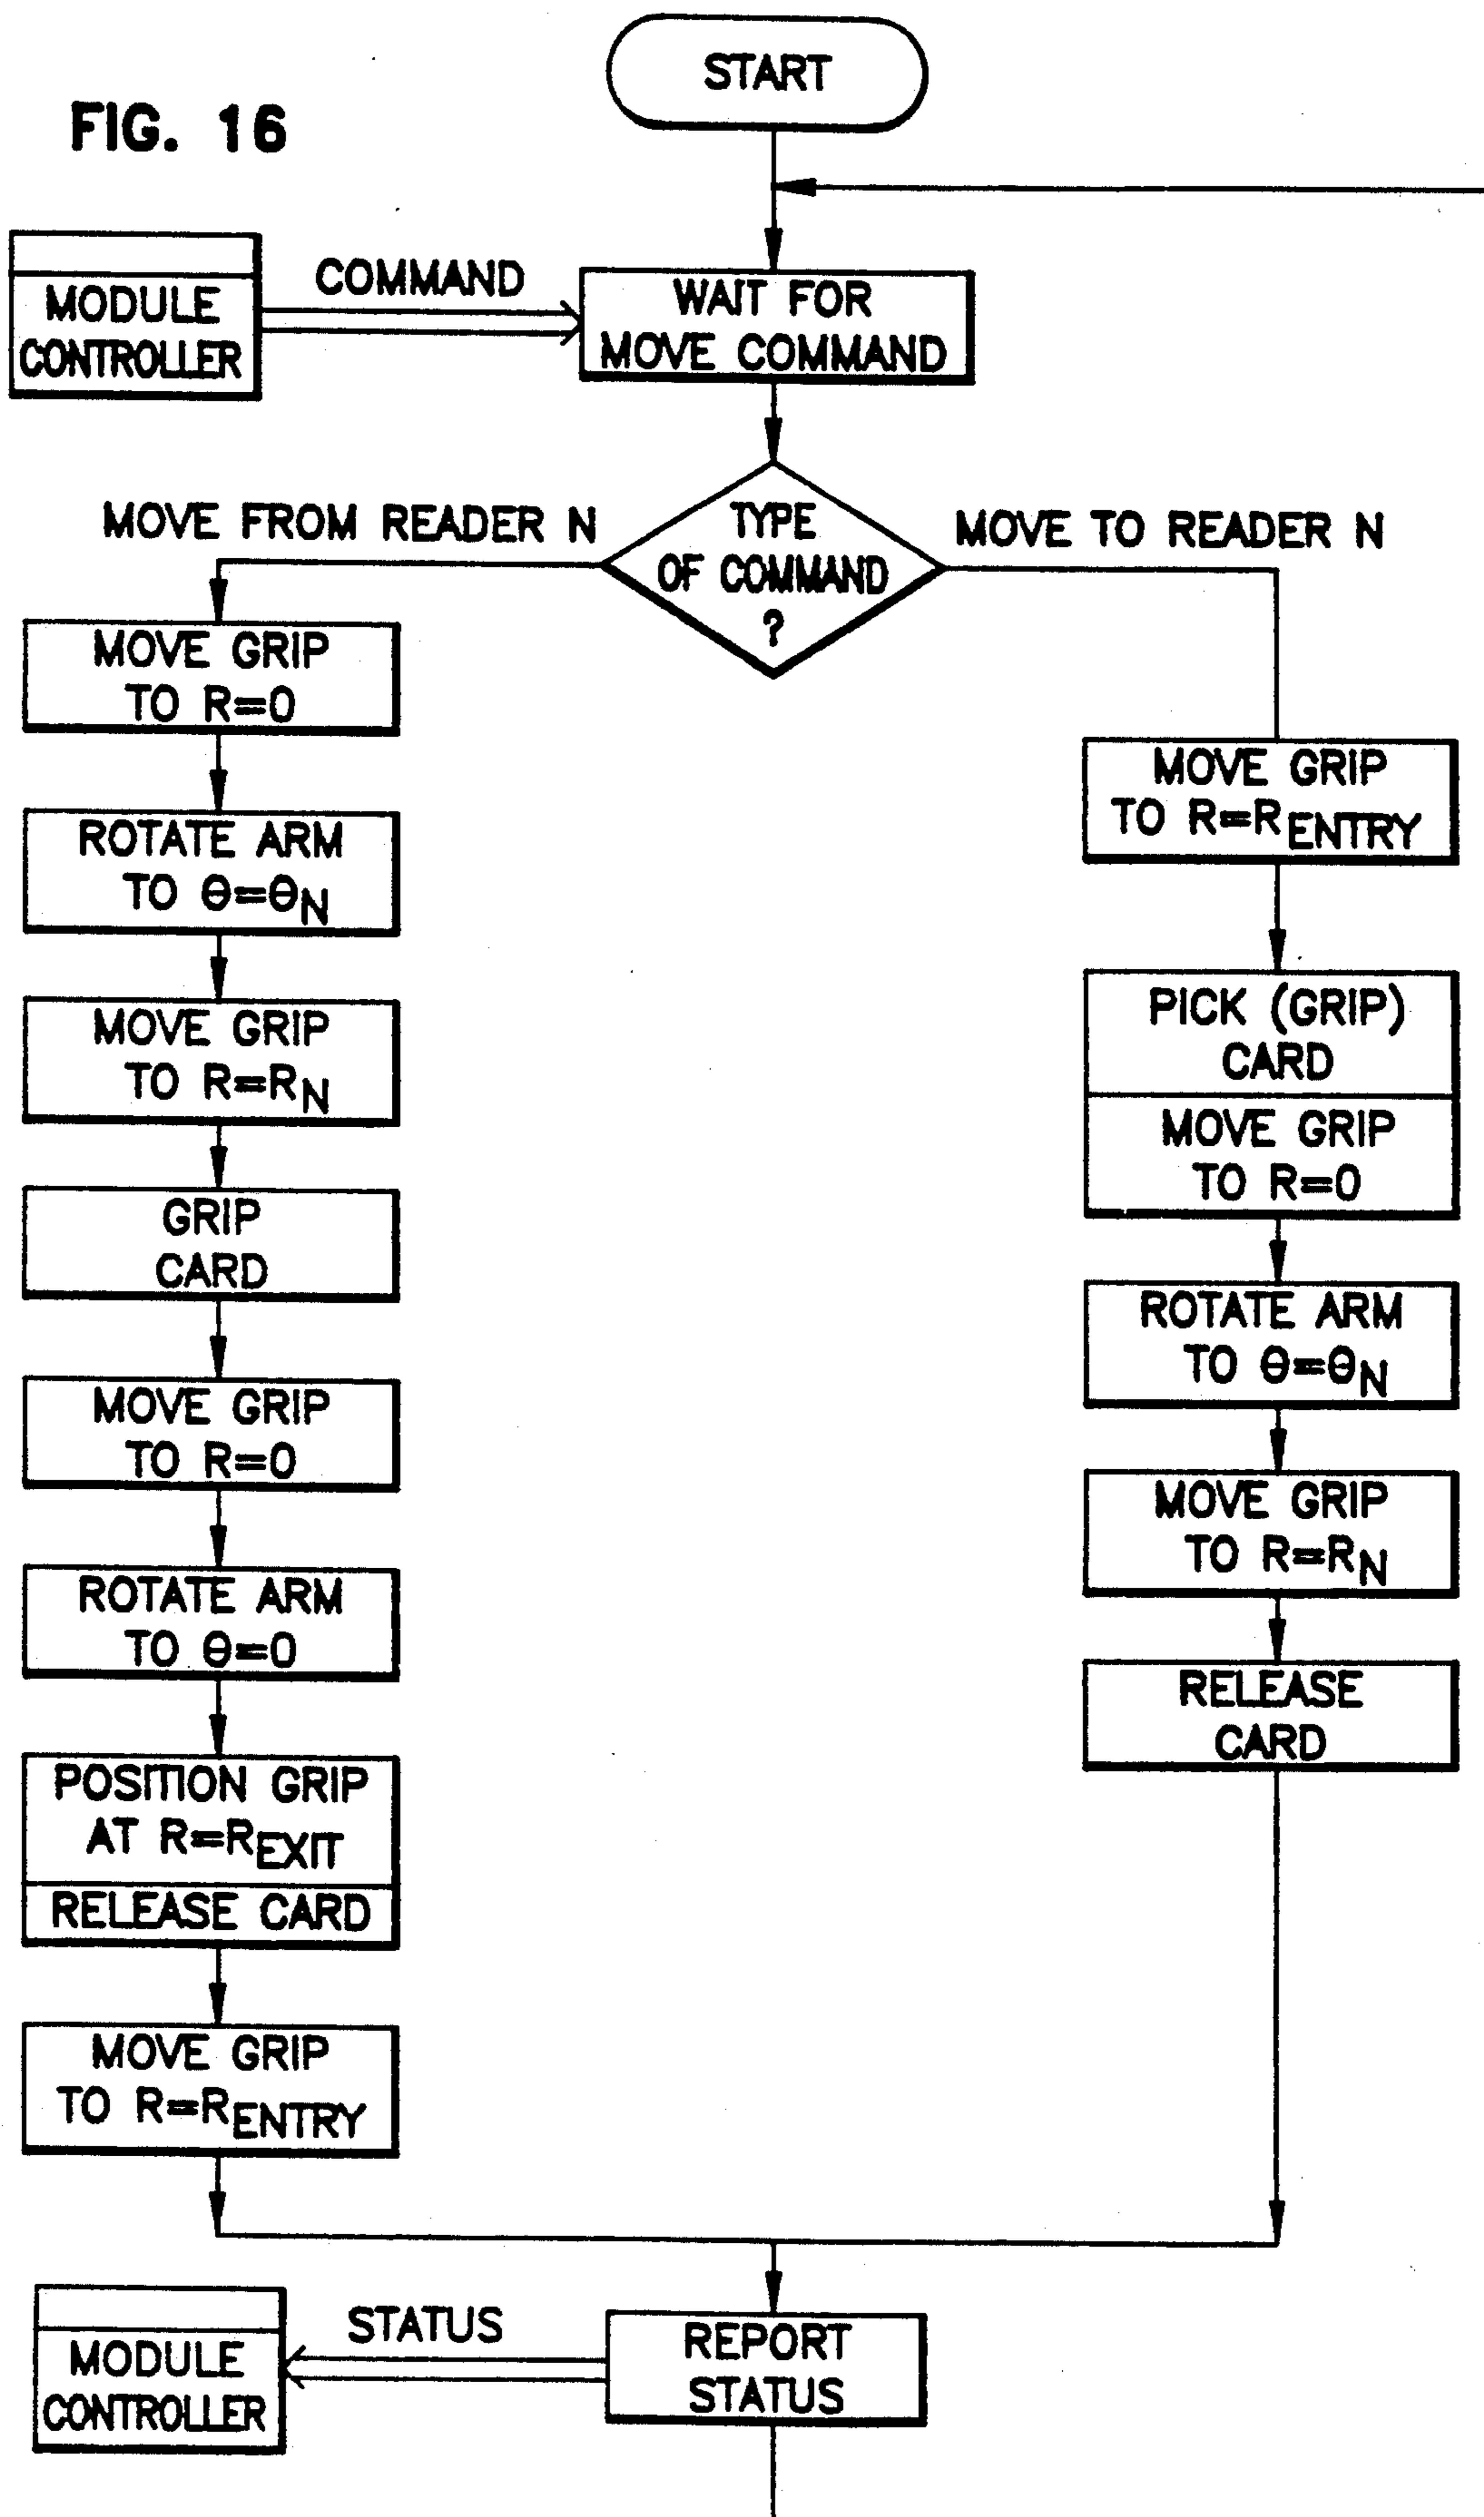 FIG. 16
START
MODULE
CONTROLLER
COMMAND
WAIT FOR
MOVE COMMAND
MOVE FROM READER N
TYPE
OF COMMAND
?
MOVE TO READER N
MOVE GRIP
TO R=0
ROTATE ARM
TO θ=θN
MOVE GRIP
TO R=RN
GRIP
CARD
MOVE GRIP
TO R=0
ROTATE ARM
TO θ=0
POSITION GRIP
AT R=REXIT
RELEASE CARD
MOVE GRIP
TO R=RENTRY
MOVE GRIP
TO R=RENTRY
PICK (GRIP)
CARD
MOVE GRIP
TO R=0
ROTATE ARM
TO θ=θN
MOVE GRIP
TO R=RN
RELEASE
CARD
MODULE
CONTROLLER
STATUS
REPORT
STATUS